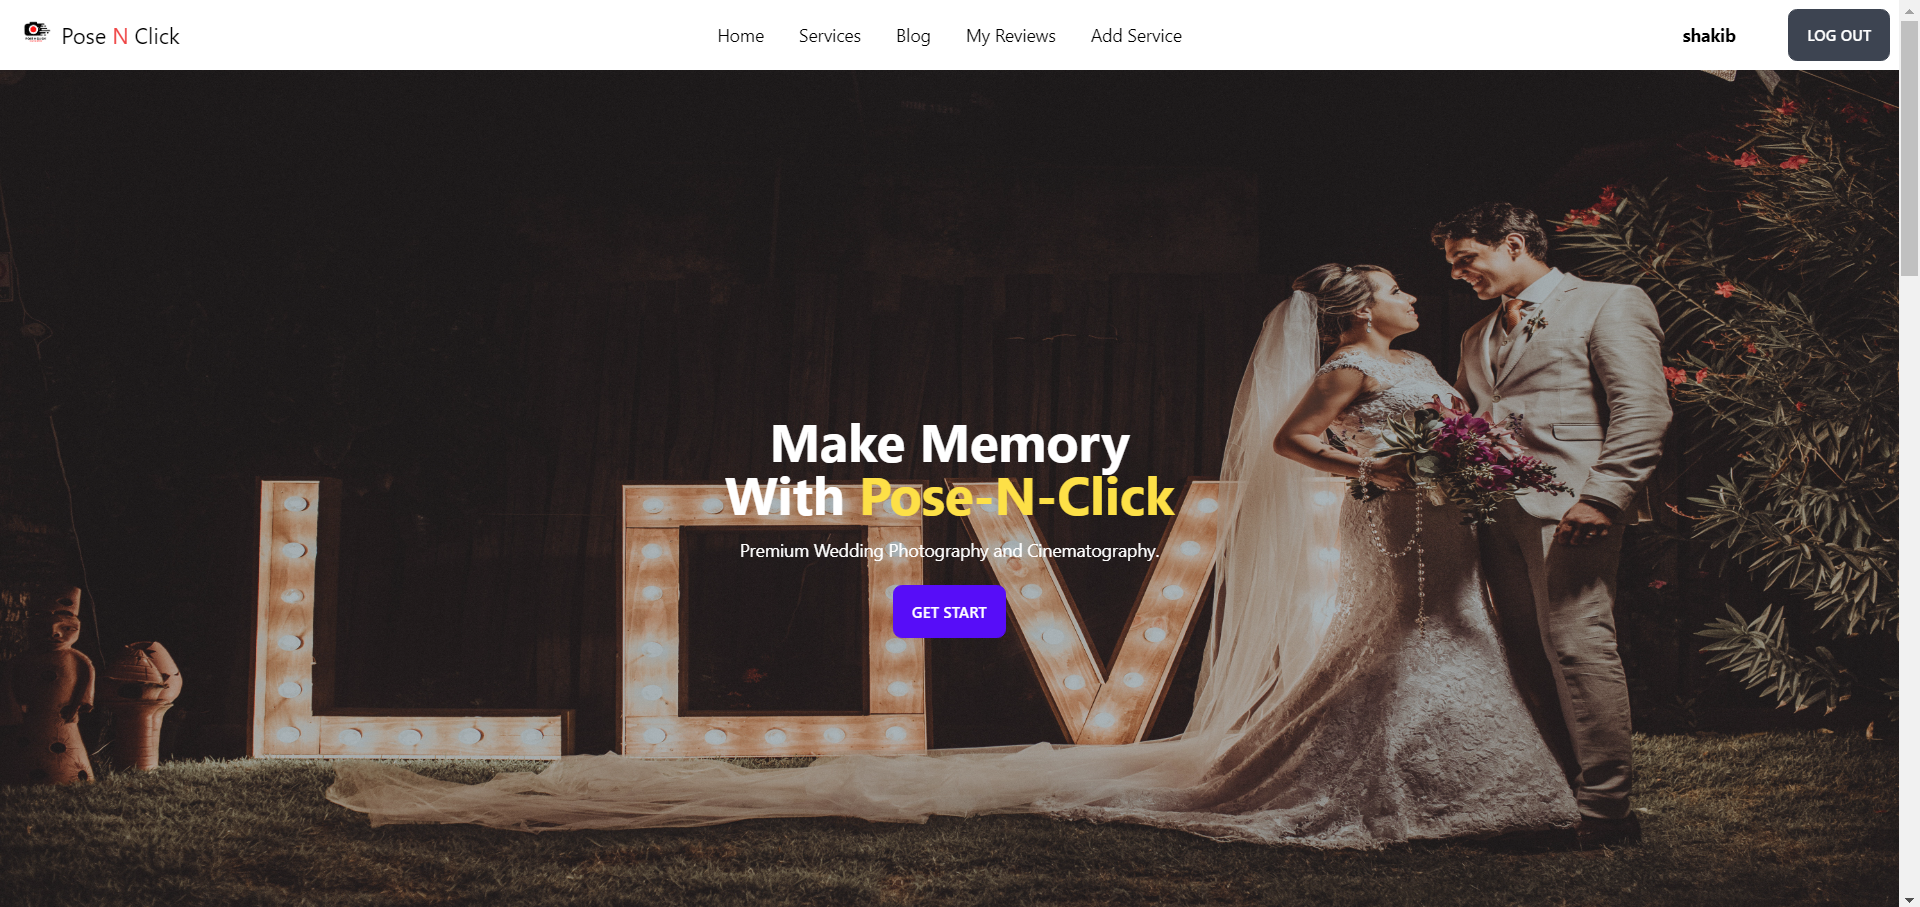 Pose N Click
Home Services Blog My Reviews Add Service
shakib
LOG OUT
Make Memory
With Pose-N-Click
Premium Wedding Photography and Cinematography.
GET START
LOV